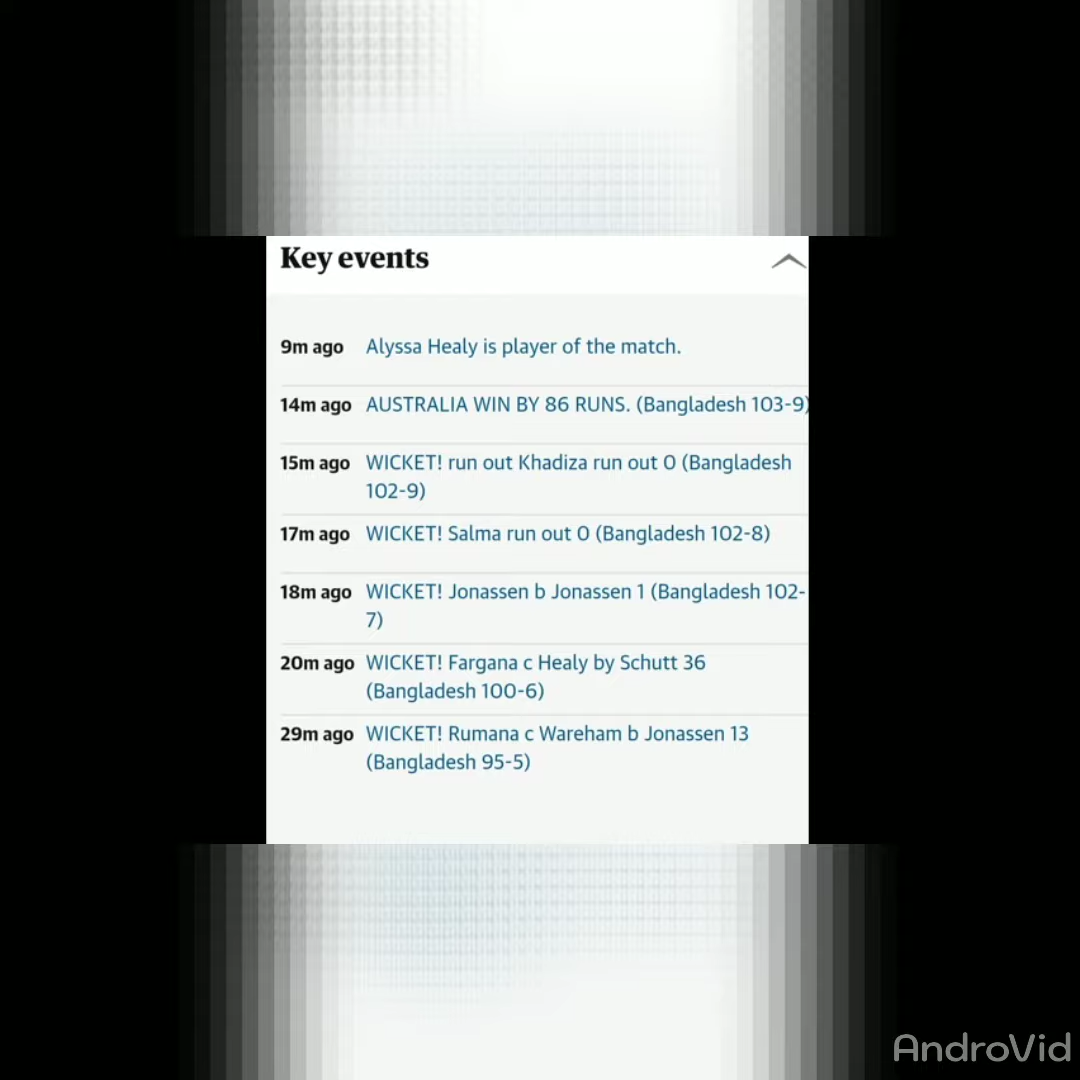 Key events
9m ago Alyssa Healy is player of the match.
14m ago AUSTRALIA WIN BY 86 RUNS. (Bangladesh 103-9)
15m ago WICKET! run out Khadiza run out 0 (Bangladesh
102-9)
17m ago WICKET! Salma run out 0 (Bangladesh 102-8)
18m ago WICKET! Jonassen b Jonassen 1 (Bangladesh 102-
7)
20m ago WICKET! Fargana c Healy by Schutt 36
(Bangladesh 100-6)
29m ago WICKET! Rumana c Wareham b Jonassen 13
(Bangladesh 95-5)
AndroVid